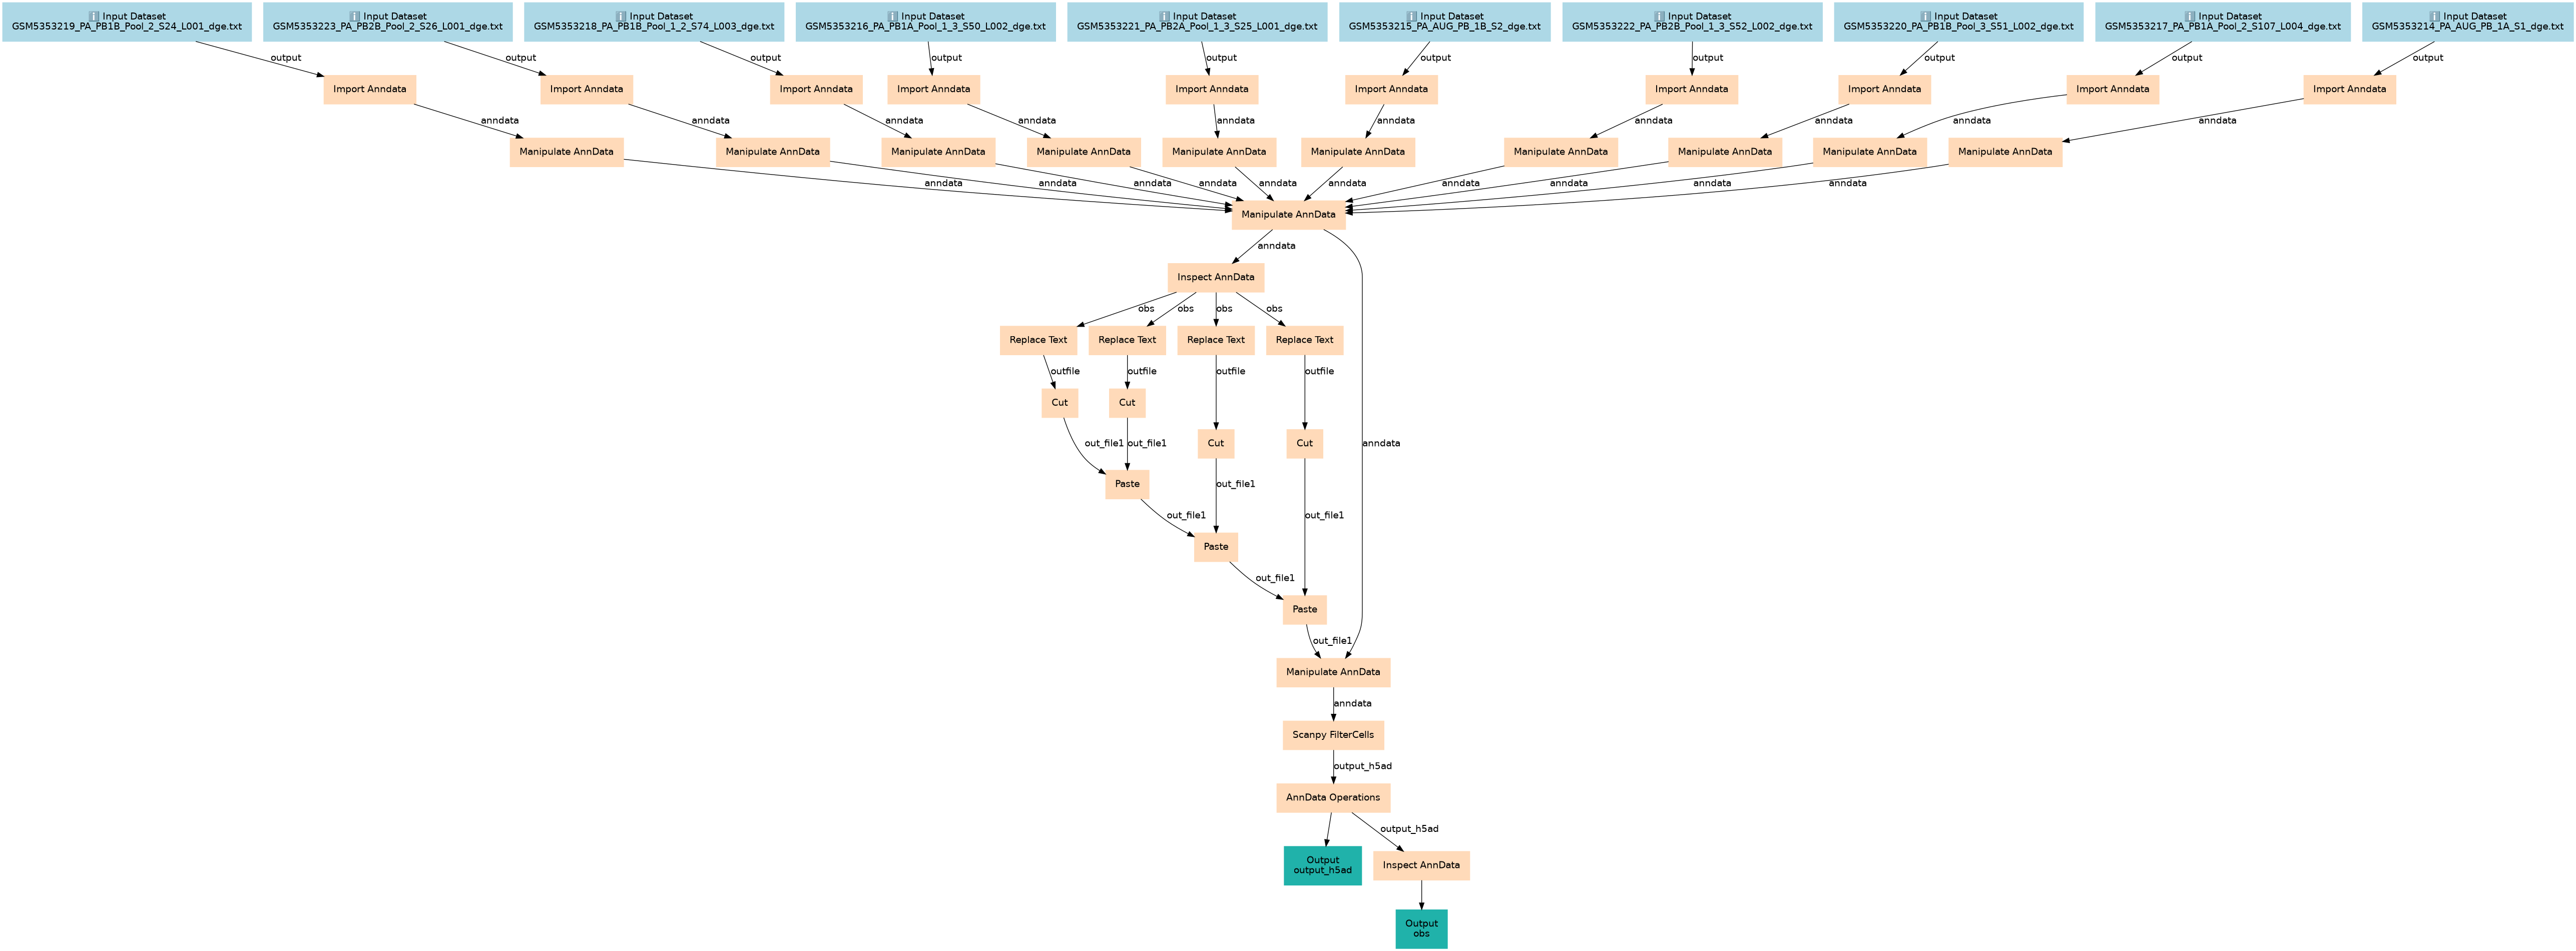 ℹ️ Input Dataset
GSM5353219_PA_PB1B_Pool_2_S24_L001_dge.txt
ℹ️ Input Dataset
GSM5353223_PA_PB2B_Pool_2_S26_L001_dge.txt
ℹ️ Input Dataset
GSM5353218_PA_PB1B_Pool_1_2_S74_L003_dge.txt
ℹ️ Input Dataset
GSM5353216_PA_PB1A_Pool_1_3_S50_L002_dge.txt
ℹ️ Input Dataset
GSM5353221_PA_PB2A_Pool_1_3_S25_L001_dge.txt
ℹ️ Input Dataset
GSM5353215_PA_AUG_PB_1B_S2_dge.txt
ℹ️ Input Dataset
GSM5353222_PA_PB2B_Pool_1_3_S52_L002_dge.txt
ℹ️ Input Dataset
GSM5353220_PA_PB1B_Pool_3_S51_L002_dge.txt
ℹ️ Input Dataset
GSM5353217_PA_PB1A_Pool_2_S107_L004_dge.txt
ℹ️ Input Dataset
GSM5353214_PA_AUG_PB_1A_S1_dge.txt
output
output
output
output
output
output
output
output
output
output
Import Anndata
Import Anndata
Import Anndata
Import Anndata
Import Anndata
Import Anndata
Import Anndata
Import Anndata
Import Anndata
Import Anndata
anndata
anndata
anndata
anndata
anndata
anndata
anndata
anndata
anndata
anndata
Manipulate AnnData
Manipulate AnnData
Manipulate AnnData
Manipulate AnnData
Manipulate AnnData
Manipulate AnnData
Manipulate AnnData
Manipulate AnnData
Manipulate AnnData
Manipulate AnnData
anndata
anndata
anndata
anndata
anndata
anndata
anndata
anndata
anndata
anndata
Manipulate AnnData
anndata
Inspect AnnData
obs
obs
obs
obs
Replace Text
Replace Text
Replace Text
Replace Text
outfile
outfile
outfile
outfile
Cut
Cut
Cut
Cut
out_file1
out_file1
anndata
Paste
out_file1
out_file1
out_file1
Paste
out_file1
Paste
out_file1
Manipulate AnnData
anndata
Scanpy FilterCells
output_h5ad
AnnData Operations
output_h5ad
Output
output_h5ad
Inspect AnnData
Output
obs